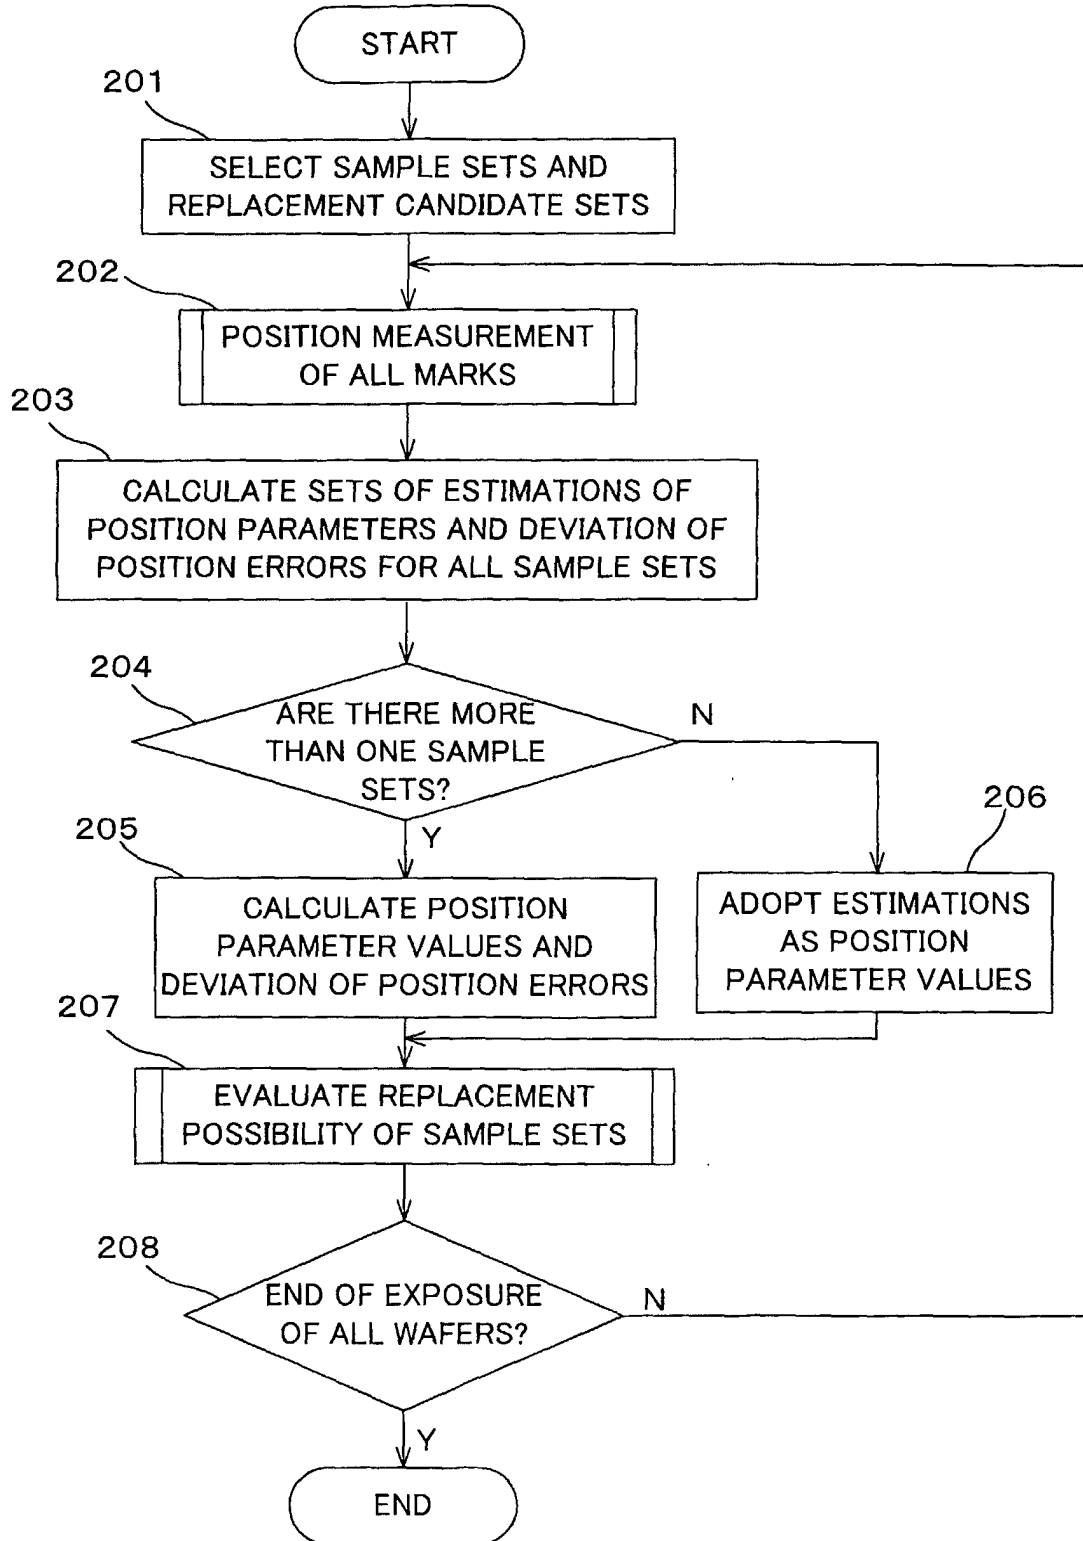 START
201
SELECT SAMPLE SETS AND
REPLACEMENT CANDIDATE SETS
202
POSITION MEASUREMENT
OF ALL MARKS
203
CALCULATE SETS OF ESTIMATIONS OF
POSITION PARAMETERS AND DEVIATION OF
POSITION ERRORS FOR ALL SAMPLE SETS
204
ARE THERE MORE
THAN ONE SAMPLE
SETS?
N
Y
205
CALCULATE POSITION
PARAMETER VALUES AND
DEVIATION OF POSITION ERRORS
206
ADOPT ESTIMATIONS
AS POSITION
PARAMETER VALUES
207
EVALUATE REPLACEMENT
POSSIBILITY OF SAMPLE SETS
208
END OF EXPOSURE
OF ALL WAFERS?
N
Y
END